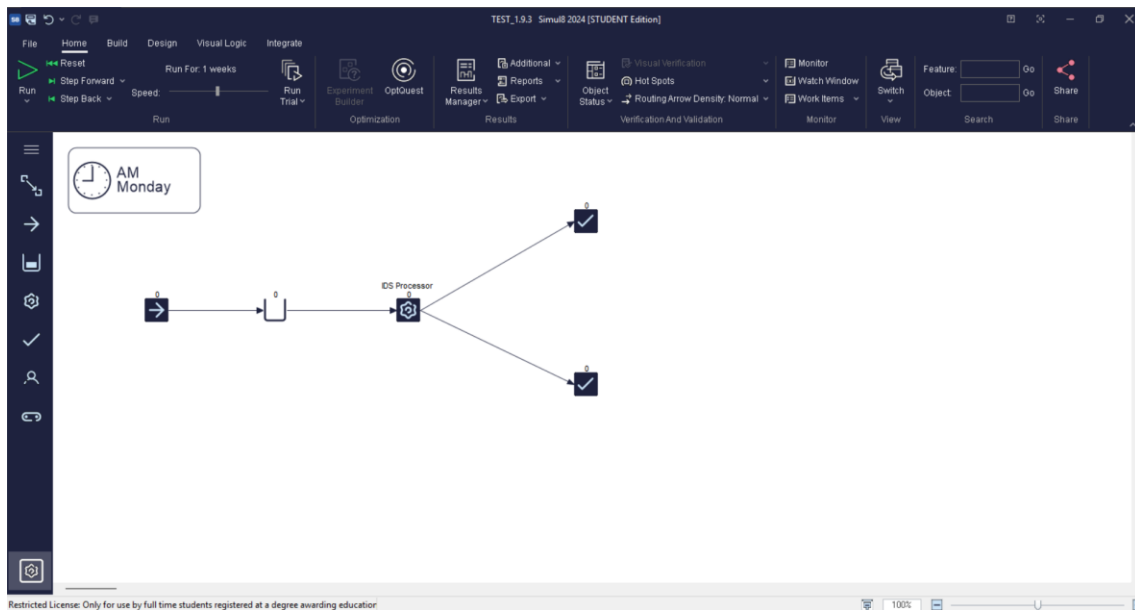 S8 TEST_1.9.3 Simul8 2024 [STUDENT Edition]
File Home Build Design Visual Logic Integrate
Run
Reset
Step Forward
Step Back
Run For: 1 weeks
Speed:
Run
Trial
Run
Experiment
Builder
OptQuest
Optimization
Results
Manager
Additional
Reports
Export
Results
Object
Status
Visual Verification
Hot Spots
Routing Arrow Density: Normal
Verification And Validation
Monitor
Watch Window
Work Items
Monitor
Switch
View
Feature: Go
Object: Go
Search
Share
Share
AM
Monday
0
0
0
IDS Processor
0
0
Restricted License: Only for use by full time students registered at a degree awarding education
100%